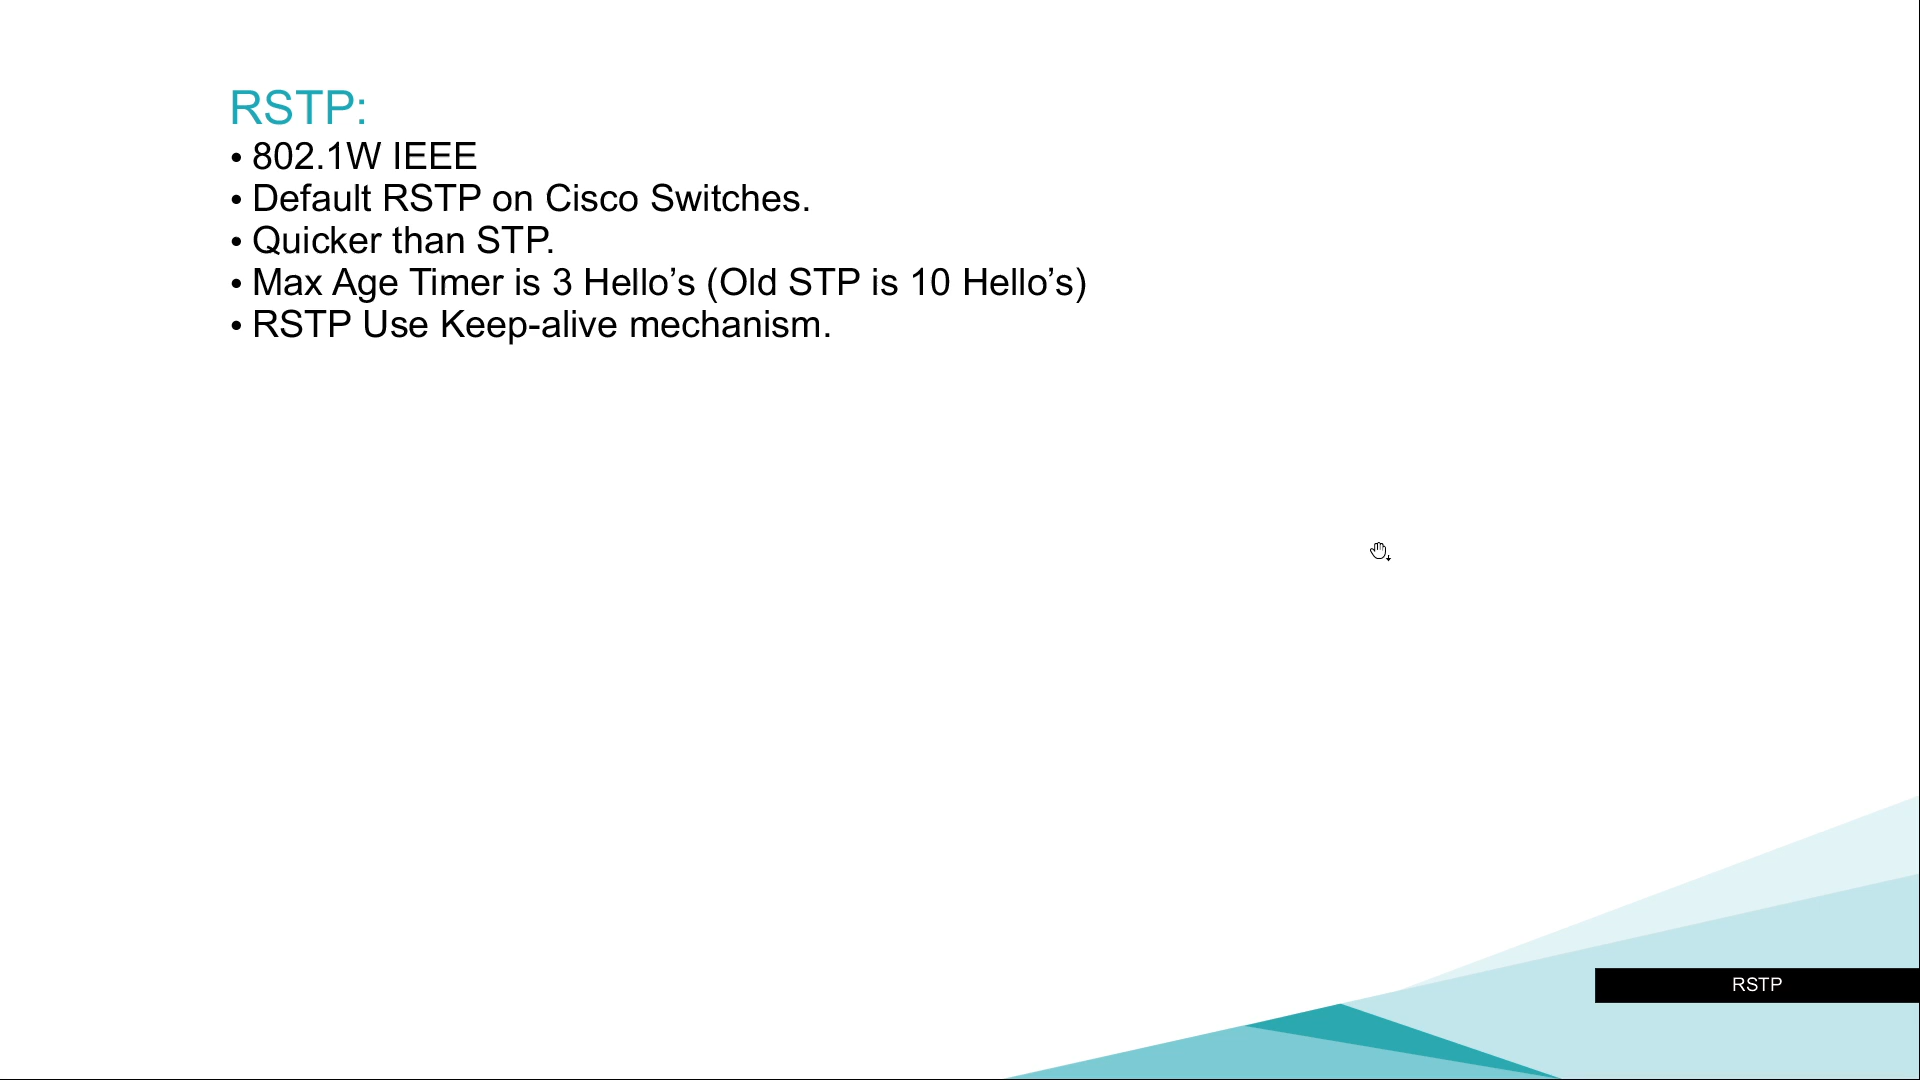 RSTP:
• 802.1W IEEE
• Default RSTP on Cisco Switches.
• Quicker than STP.
• Max Age Timer is 3 Hello’s (Old STP is 10 Hello’s)
• RSTP Use Keep-alive mechanism.
RSTP